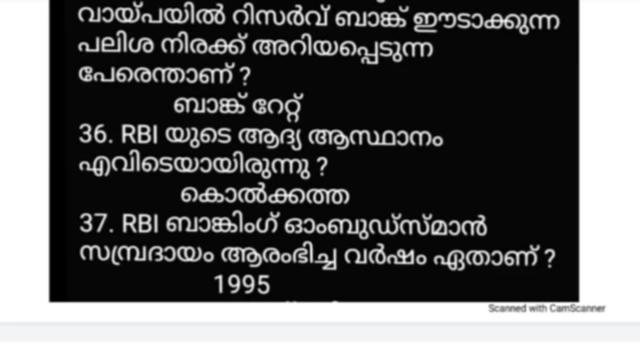 വായ്പയിൽ റിസർവ് ബാങ്ക് ഈടാക്കുന്ന
പലിശ നിരക്ക് അറിയപ്പെടുന്ന
പേരെന്താണ് ?
ബാങ്ക് റേറ്റ്
36. RBI യുടെ ആദ്യ ആസ്ഥാനം
എവിടെയായിരുന്നു ?
കൊൽക്കത്ത
37. RBI ബാങ്കിംഗ് ഓംബുഡ്സ്മാൻ
സമ്പ്രദായം ആരംഭിച്ച വർഷം ഏതാണ് ?
1995
Scanned with CamScanner